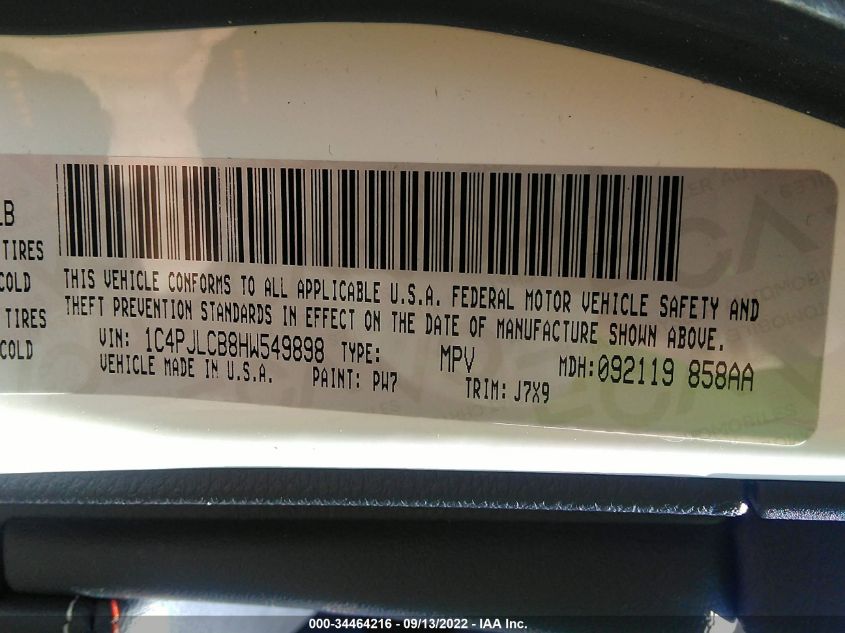 LB
TIRES
COLD
TIRES
COLD
THIS VEHICLE CONFORMS TO ALL APPLICABLE U.S.A. FEDERAL MOTOR VEHICLE SAFETY AND
THEFT PREVENTION STANDARDS IN EFFECT ON THE DATE OF MANUFACTURE SHOWN ABOVE.
VIN: 1C4PJLCB8HW549898 TYPE: MPV MDH: 092119 858AA
VEHICLE MADE IN U.S.A. PAINT: PW7 TRIM: J7X9
000-34464216 - 09/13/2022 - IAA Inc.